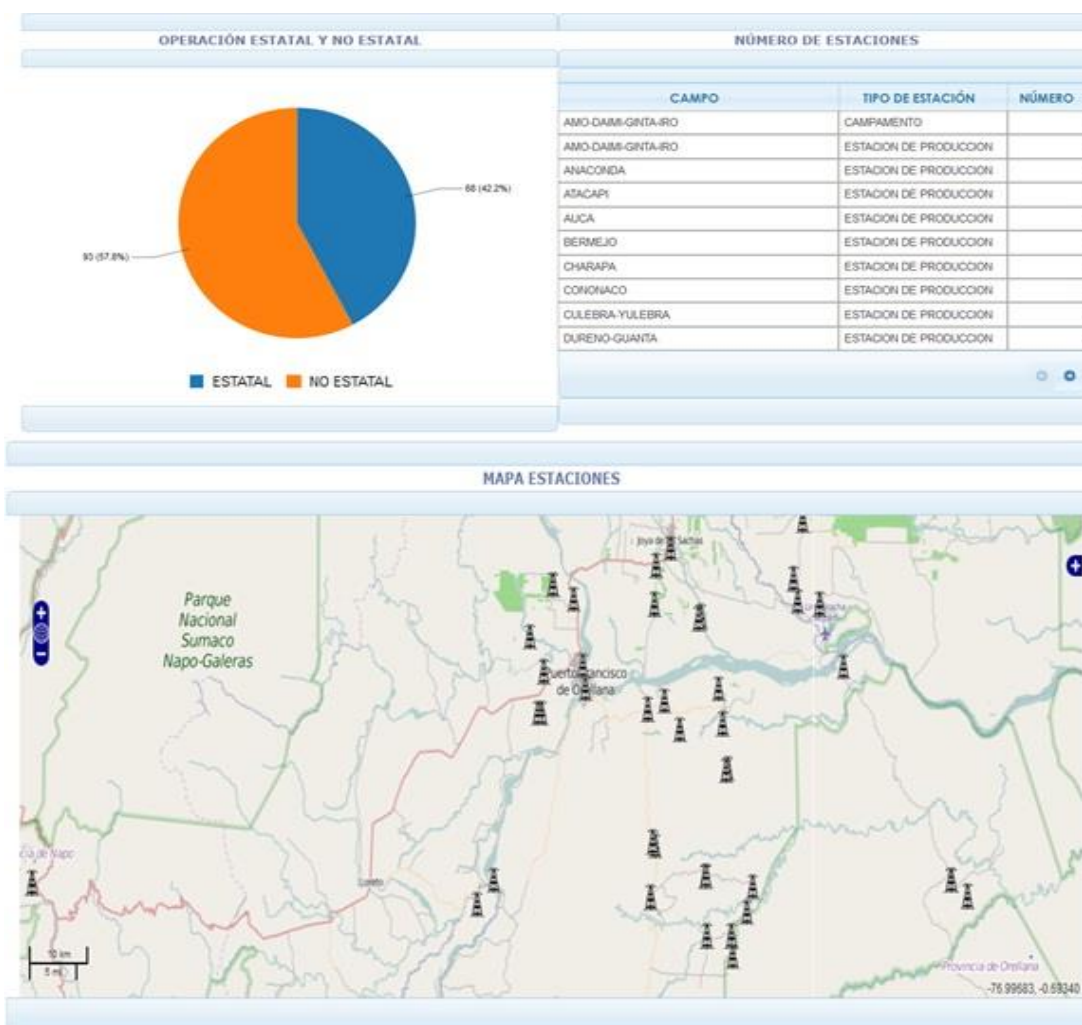 OPERACIÓN ESTATAL Y NO ESTATAL
68 (42.2%)
93 (57.8%)
ESTATAL NO ESTATAL
NÚMERO DE ESTACIONES
CAMPO TIPO DE ESTACIÓN NÚMERO
AMO-DAIMI-GINTA-IRO CAMPAMENTO
AMO-DAIMI-GINTA-IRO ESTACION DE PRODUCCION
ANACONDA ESTACION DE PRODUCCION
ATACAPI ESTACION DE PRODUCCION
AUCA ESTACION DE PRODUCCION
BERMEJO ESTACION DE PRODUCCION
CHARAPA ESTACION DE PRODUCCION
CONONACO ESTACION DE PRODUCCION
CULEBRA-YULEBRA ESTACION DE PRODUCCION
DURENO-GUANTA ESTACION DE PRODUCCION
MAPA ESTACIONES
Joya de Sachas
Parque
Nacional
Sumaco
Napo-Galeras
Puerto Francisco
de Orellana
cia de Napo
Loreto
10 km
5 mi
Provincia de Orellana
-76.99683, -0.59340